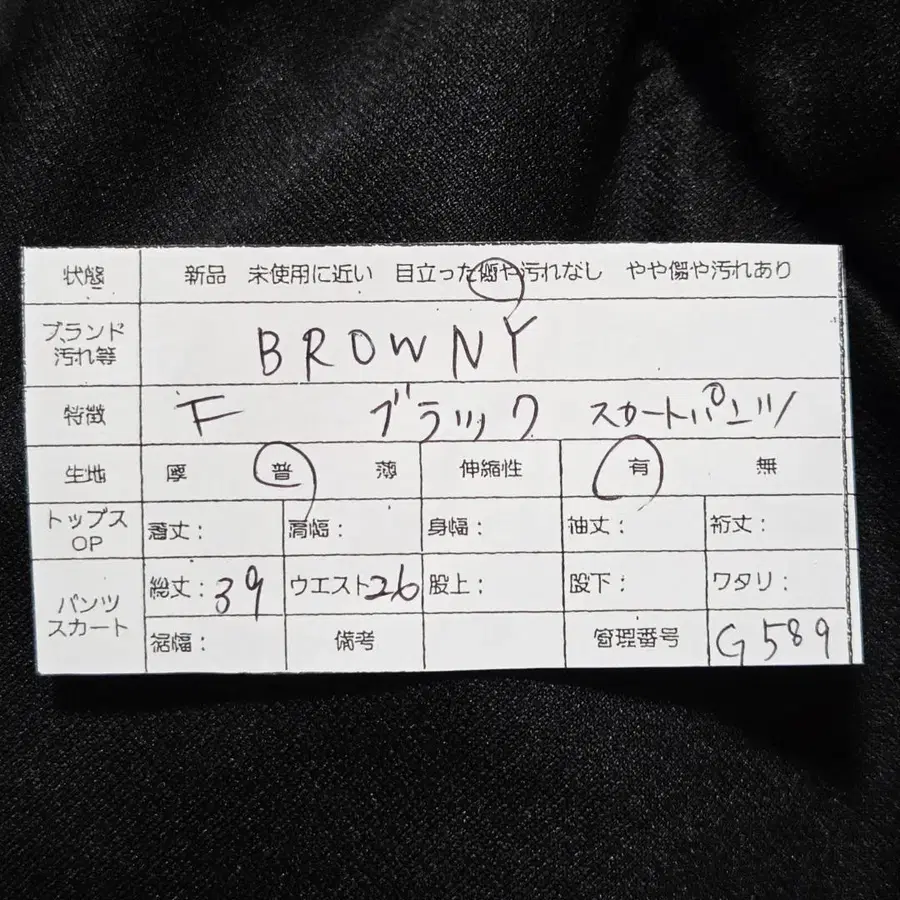 状態 新品 未使用に近い 目立った傷や汚れなし やや傷や汚れあり
ブランド
汚れ等 BROWNY
特徴 F ブラック スカートパンツ
生地 厚 普 薄 伸縮性 有 無
トップス
OP 着丈： 肩幅： 身幅： 袖丈： 裄丈：
パンツ
スカート 総丈：39 ウエスト26 股上： 股下： ワタリ：
裾幅： 備考 管理番号 G589